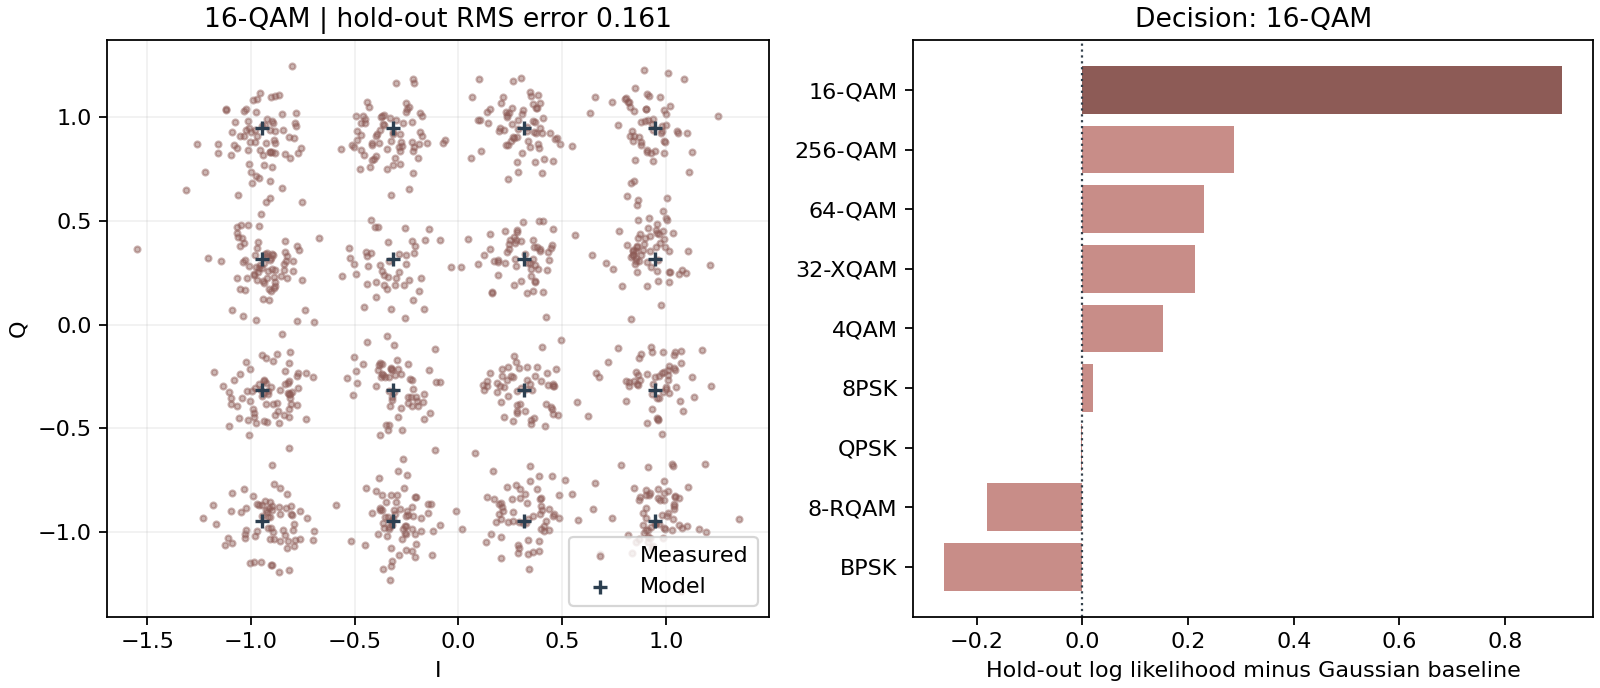 16-QAM | hold-out RMS error 0.161
1.0
0.5
0.0
−0.5
−1.0
Q
−1.5
−1.0
−0.5
0.0
0.5
1.0
I
Measured
Model
Decision: 16-QAM
16-QAM
256-QAM
64-QAM
32-XQAM
4QAM
8PSK
QPSK
8-RQAM
BPSK
−0.2
0.0
0.2
0.4
0.6
0.8
Hold-out log likelihood minus Gaussian baseline